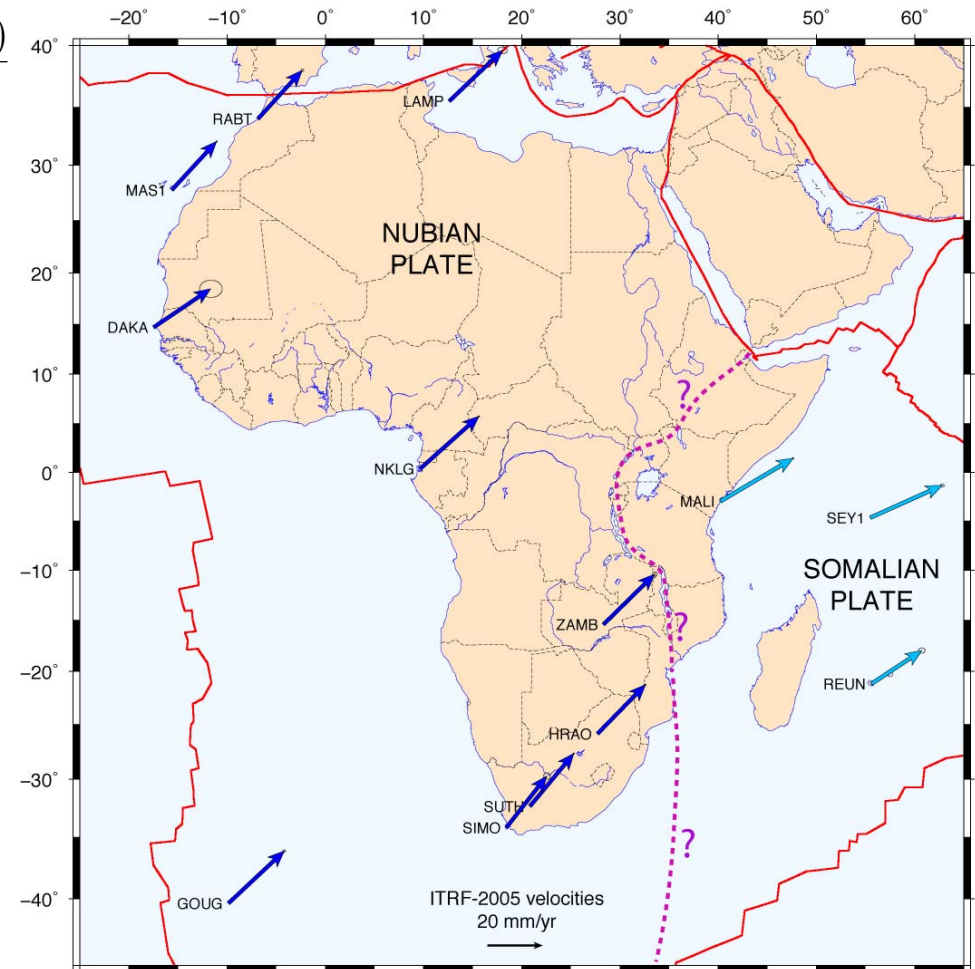 )
−20° −10° 0° 10° 20° 30° 40° 50° 60°
40°
30°
20°
10°
0°
−10°
−20°
−30°
−40°
LAMP
RABT
MAS1
NUBIAN
PLATE
DAKA
?
NKLG
MALI
SEY1
SOMALIAN
PLATE
ZAMB
?
REUN
HRAO
SUTH
SIMO
?
GOUG
ITRF-2005 velocities
20 mm/yr